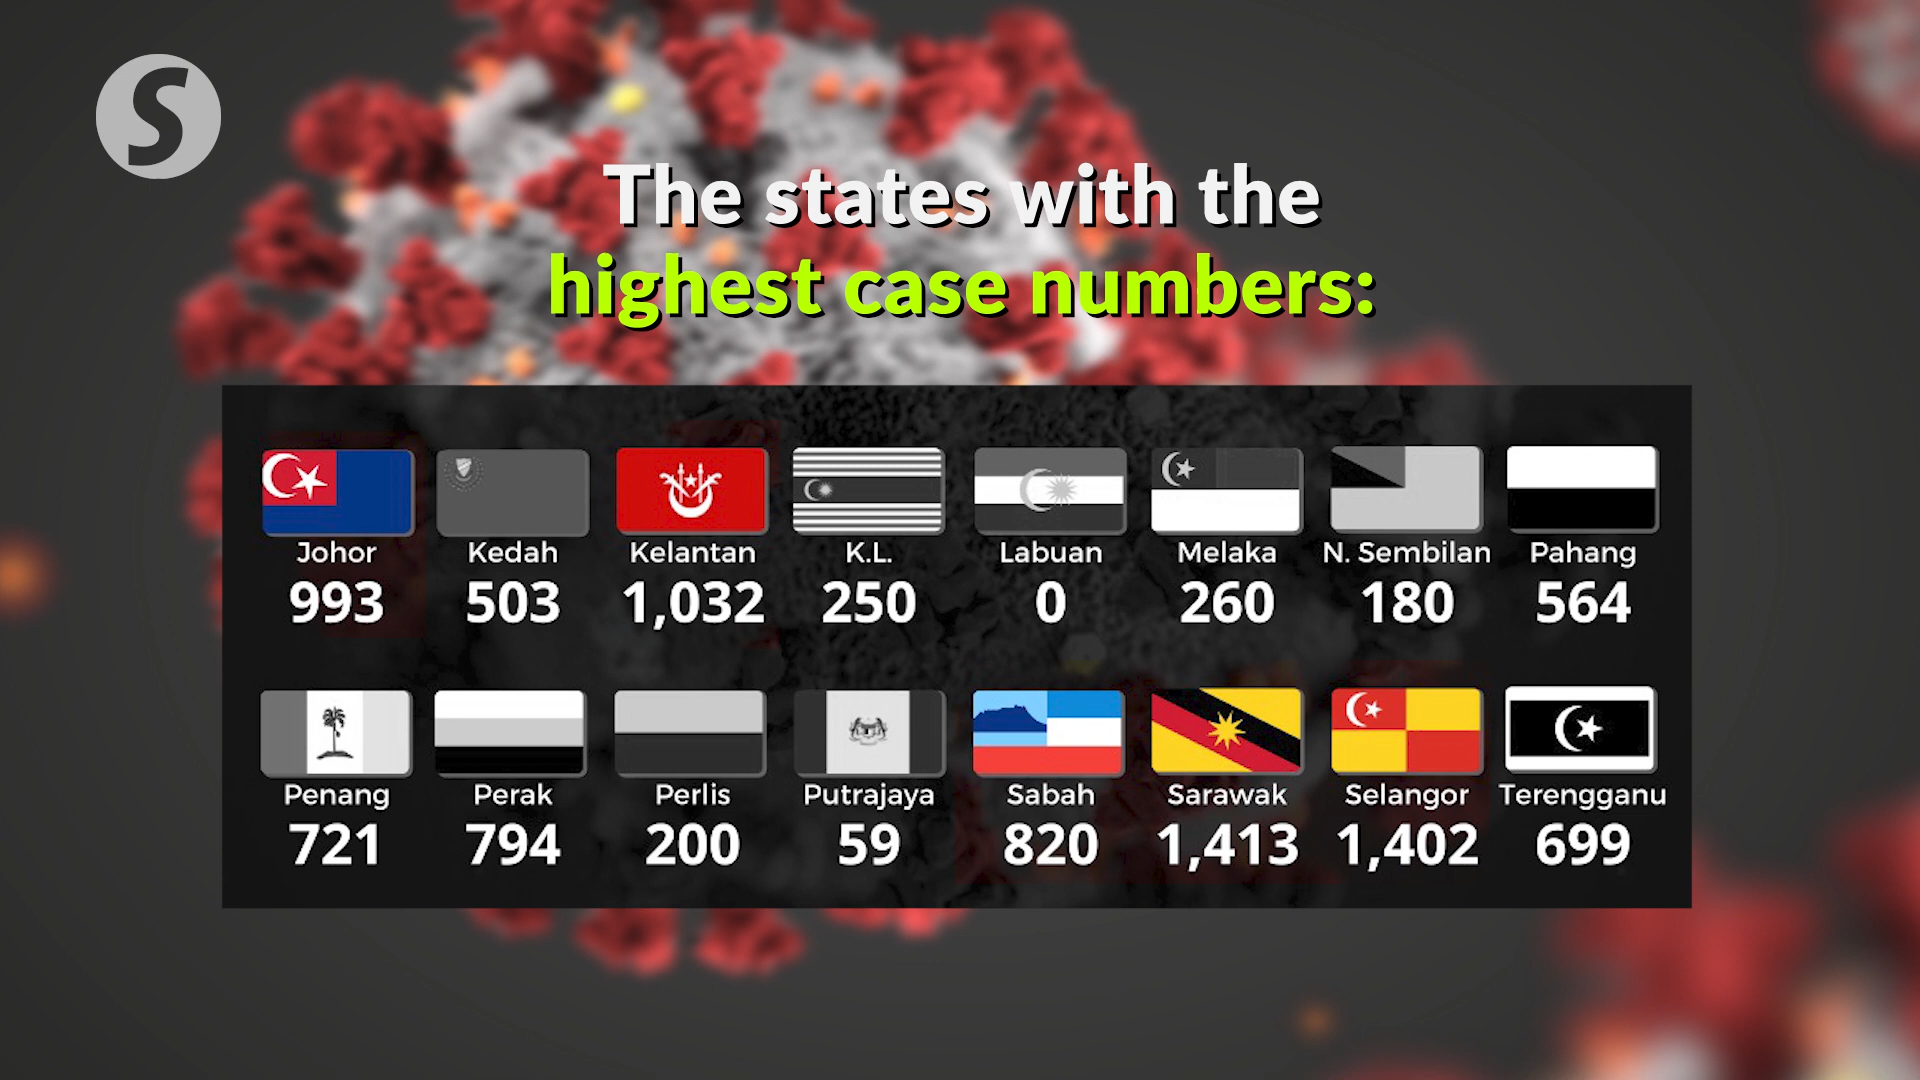 S
The states with the
highest case numbers:
Johor Kedah Kelantan K.L. Labuan Melaka N. Sembilan Pahang
993 503 1,032 250 0 260 180 564
Penang Perak Perlis Putrajaya Sabah Sarawak Selangor Terengganu
721 794 200 59 820 1,413 1,402 699